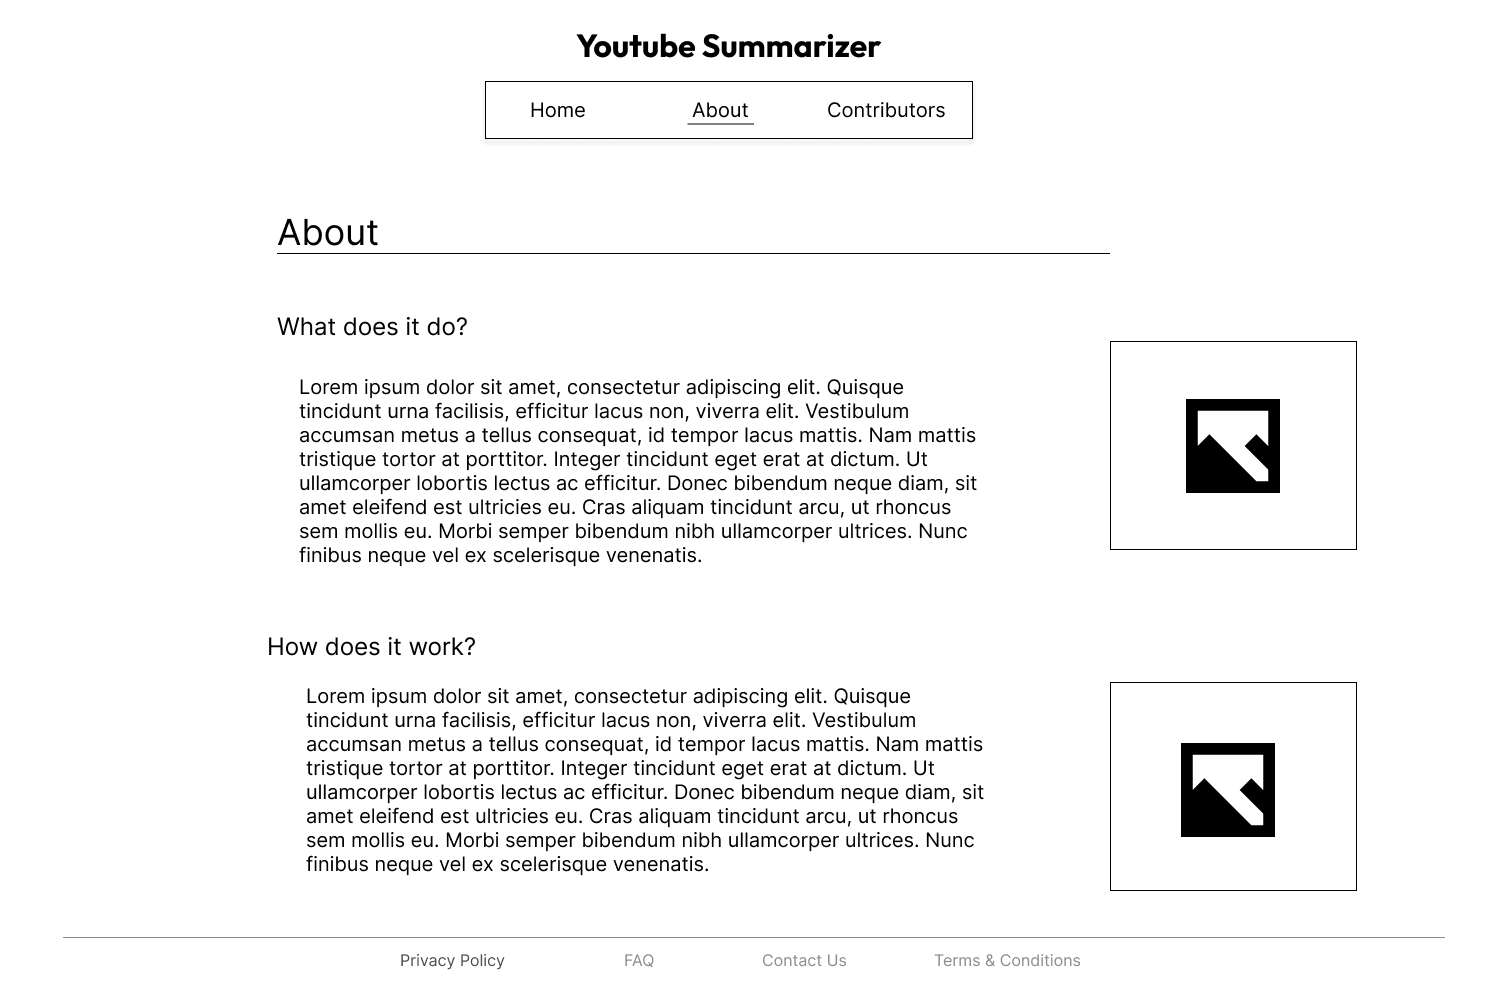 Youtube Summarizer
Home About Contributors
About
What does it do?
Lorem ipsum dolor sit amet, consectetur adipiscing elit. Quisque
tincidunt urna facilisis, efficitur lacus non, viverra elit. Vestibulum
accumsan metus a tellus consequat, id tempor lacus mattis. Nam mattis
tristique tortor at porttitor. Integer tincidunt eget erat at dictum. Ut
ullamcorper lobortis lectus ac efficitur. Donec bibendum neque diam, sit
amet eleifend est ultricies eu. Cras aliquam tincidunt arcu, ut rhoncus
sem mollis eu. Morbi semper bibendum nibh ullamcorper ultrices. Nunc
finibus neque vel ex scelerisque venenatis.
How does it work?
Lorem ipsum dolor sit amet, consectetur adipiscing elit. Quisque
tincidunt urna facilisis, efficitur lacus non, viverra elit. Vestibulum
accumsan metus a tellus consequat, id tempor lacus mattis. Nam mattis
tristique tortor at porttitor. Integer tincidunt eget erat at dictum. Ut
ullamcorper lobortis lectus ac efficitur. Donec bibendum neque diam, sit
amet eleifend est ultricies eu. Cras aliquam tincidunt arcu, ut rhoncus
sem mollis eu. Morbi semper bibendum nibh ullamcorper ultrices. Nunc
finibus neque vel ex scelerisque venenatis.
Privacy Policy FAQ Contact Us Terms & Conditions